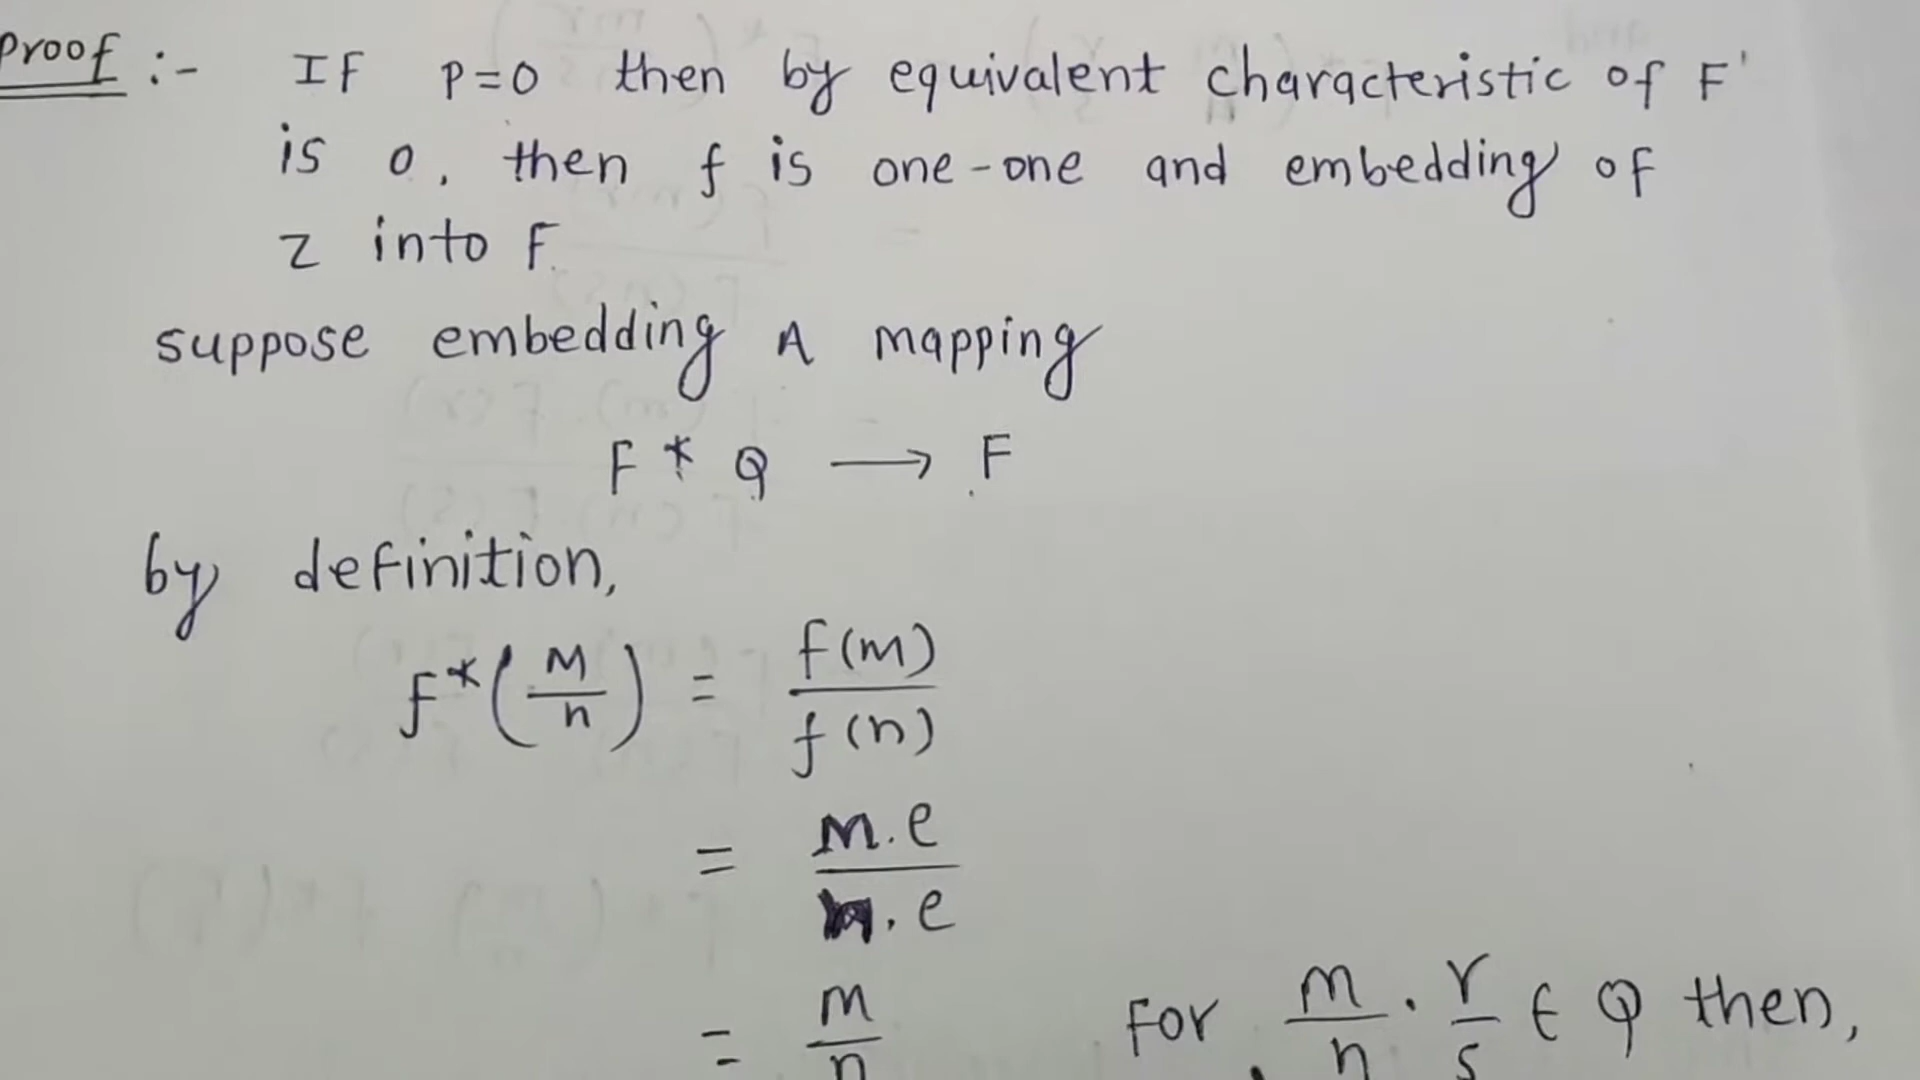 Proof :- If p=0 then by equivalent characteristic of F'
is 0, then f is one-one and embedding of
Z into F.
suppose embedding A mapping
F * Q → F
by definition,
f*(M/n) = f(m)/f(n)
= m.e/n.e
= m/n For m/n . r/s ∈ Q then,